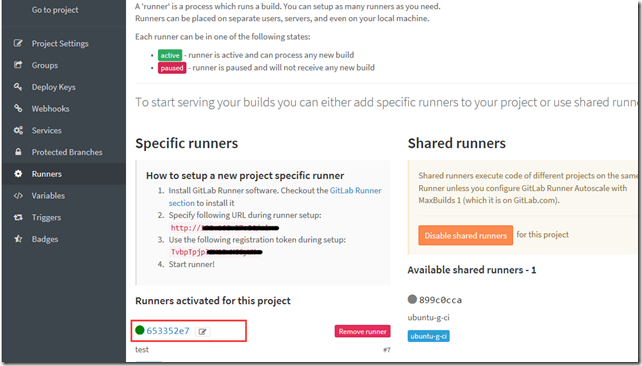 Go to project
Project Settings
Groups
Deploy Keys
Webhooks
Services
Protected Branches
Runners
Variables
Triggers
Badges
A 'runner' is a process which runs a build. You can setup as many runners as you need.
Runners can be placed on separate users, servers, and even on your local machine.
Each runner can be in one of the following states:
active - runner is active and can process any new build
paused - runner is paused and will not receive any new build
To start serving your builds you can either add specific runners to your project or use shared runne
Specific runners
How to setup a new project specific runner
1. Install GitLab Runner software. Checkout the GitLab Runner
section to install it
2. Specify following URL during runner setup:
http://
3. Use the following registration token during setup:
TvbpTpjp
4. Start runner!
Runners activated for this project
653352e7
Remove runner
test
#7
Shared runners
Shared runners execute code of different projects on the same
Runner unless you configure GitLab Runner Autoscale with
MaxBuilds 1 (which it is on GitLab.com).
Disable shared runners for this project
Available shared runners - 1
899c0cca
ubuntu-g-ci
ubuntu-g-ci